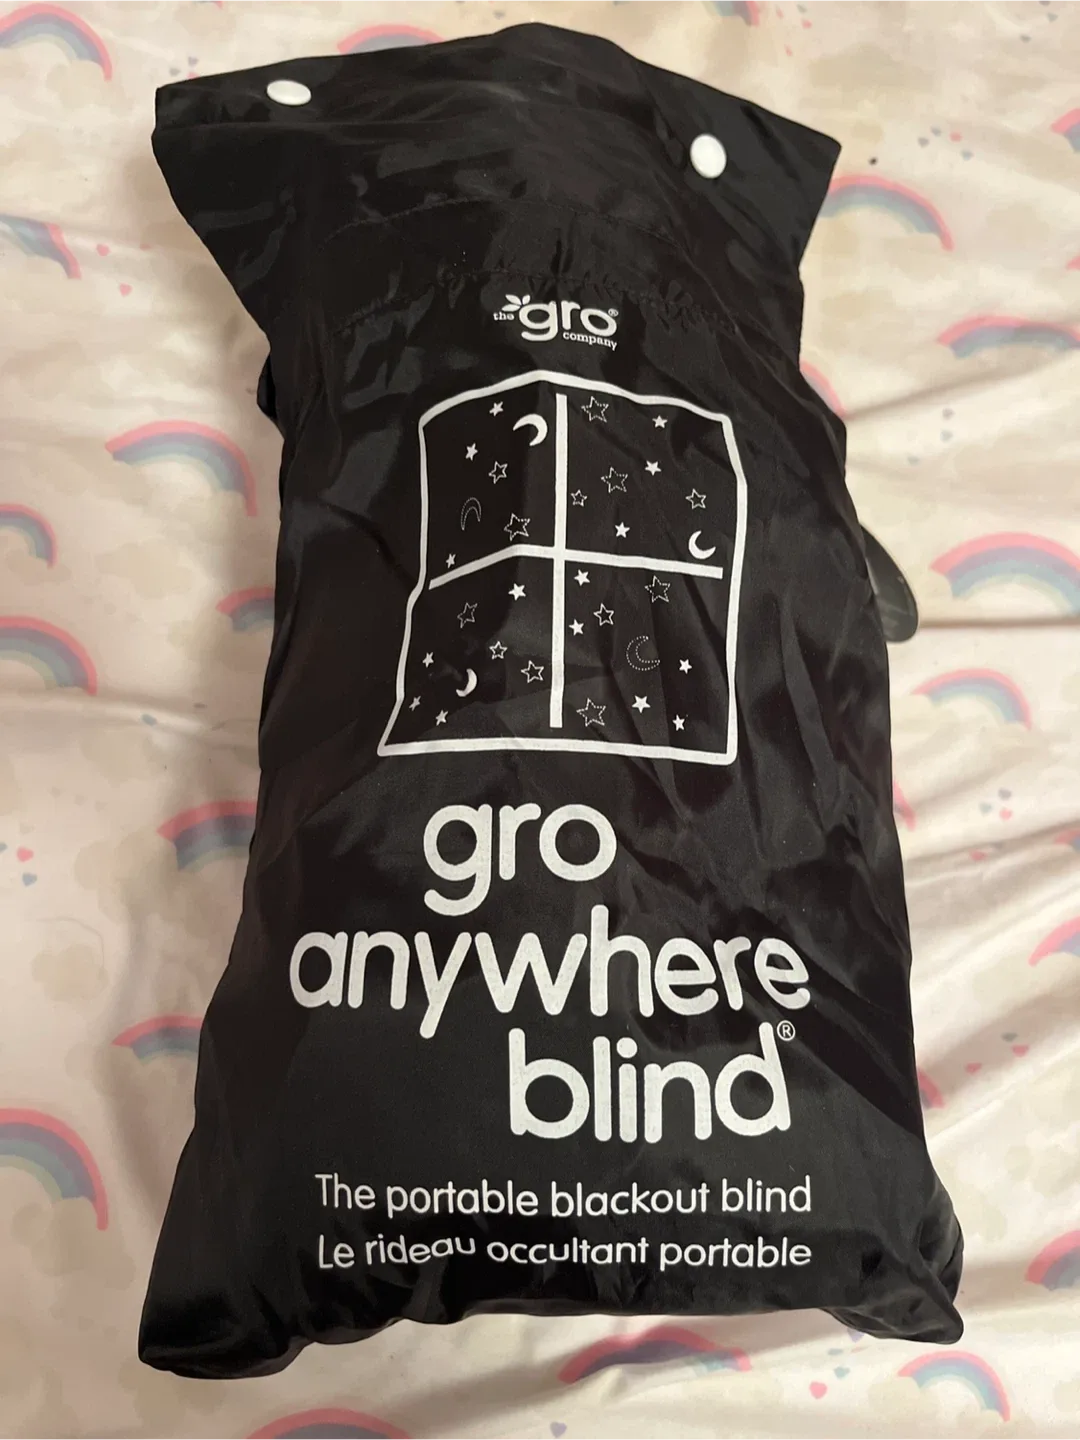 the gro®
company
gro
anywhere
blind®
The portable blackout blind
Le rideau occultant portable